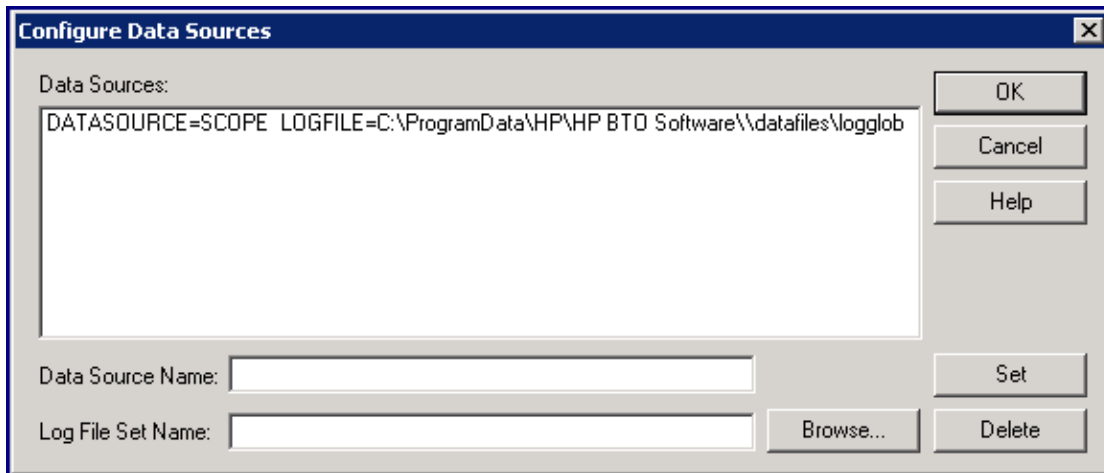 Configure Data Sources
Data Sources:
OK
DATASOURCE=SCOPE LOGFILE=C:\ProgramData\HP\HP BTO Software\\datafiles\logglob
Cancel
Help
Data Source Name:
Set
Log File Set Name:
Browse...
Delete